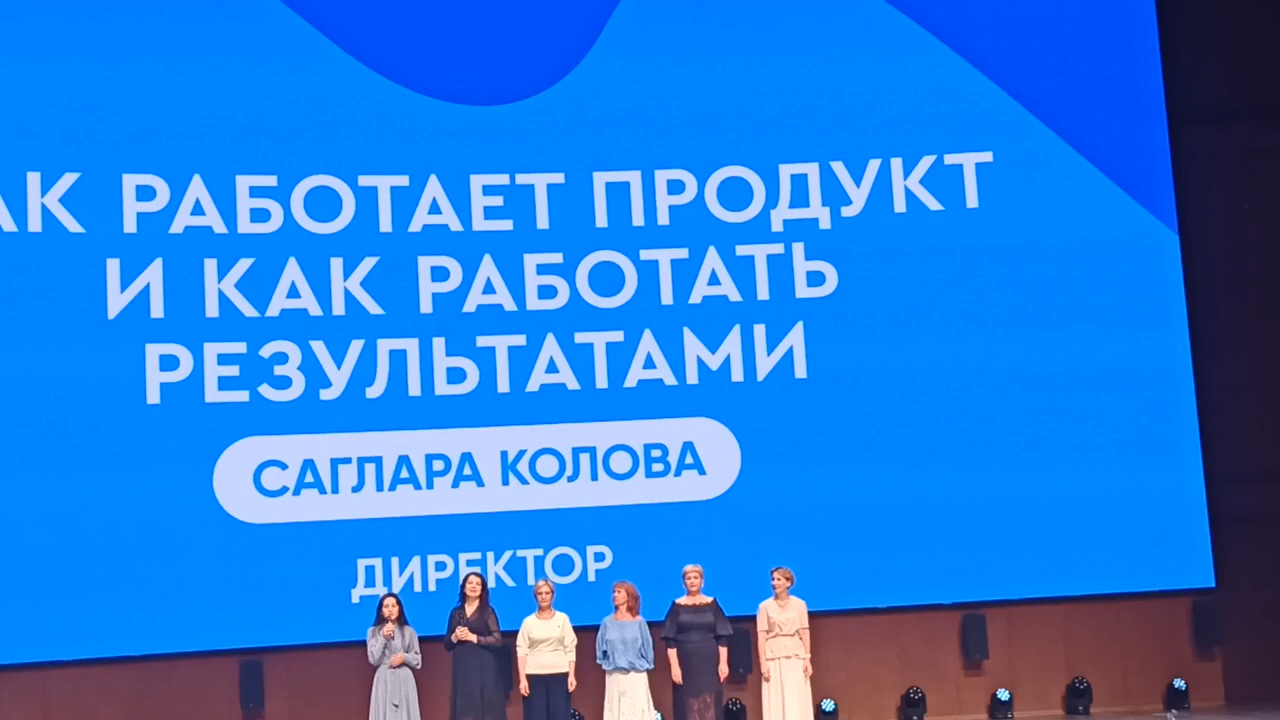 АК РАБОТАЕТ ПРОДУКТ
И КАК РАБОТАТЬ
РЕЗУЛЬТАТАМИ
САГЛАРА КОЛОВА
ДИРЕКТОР